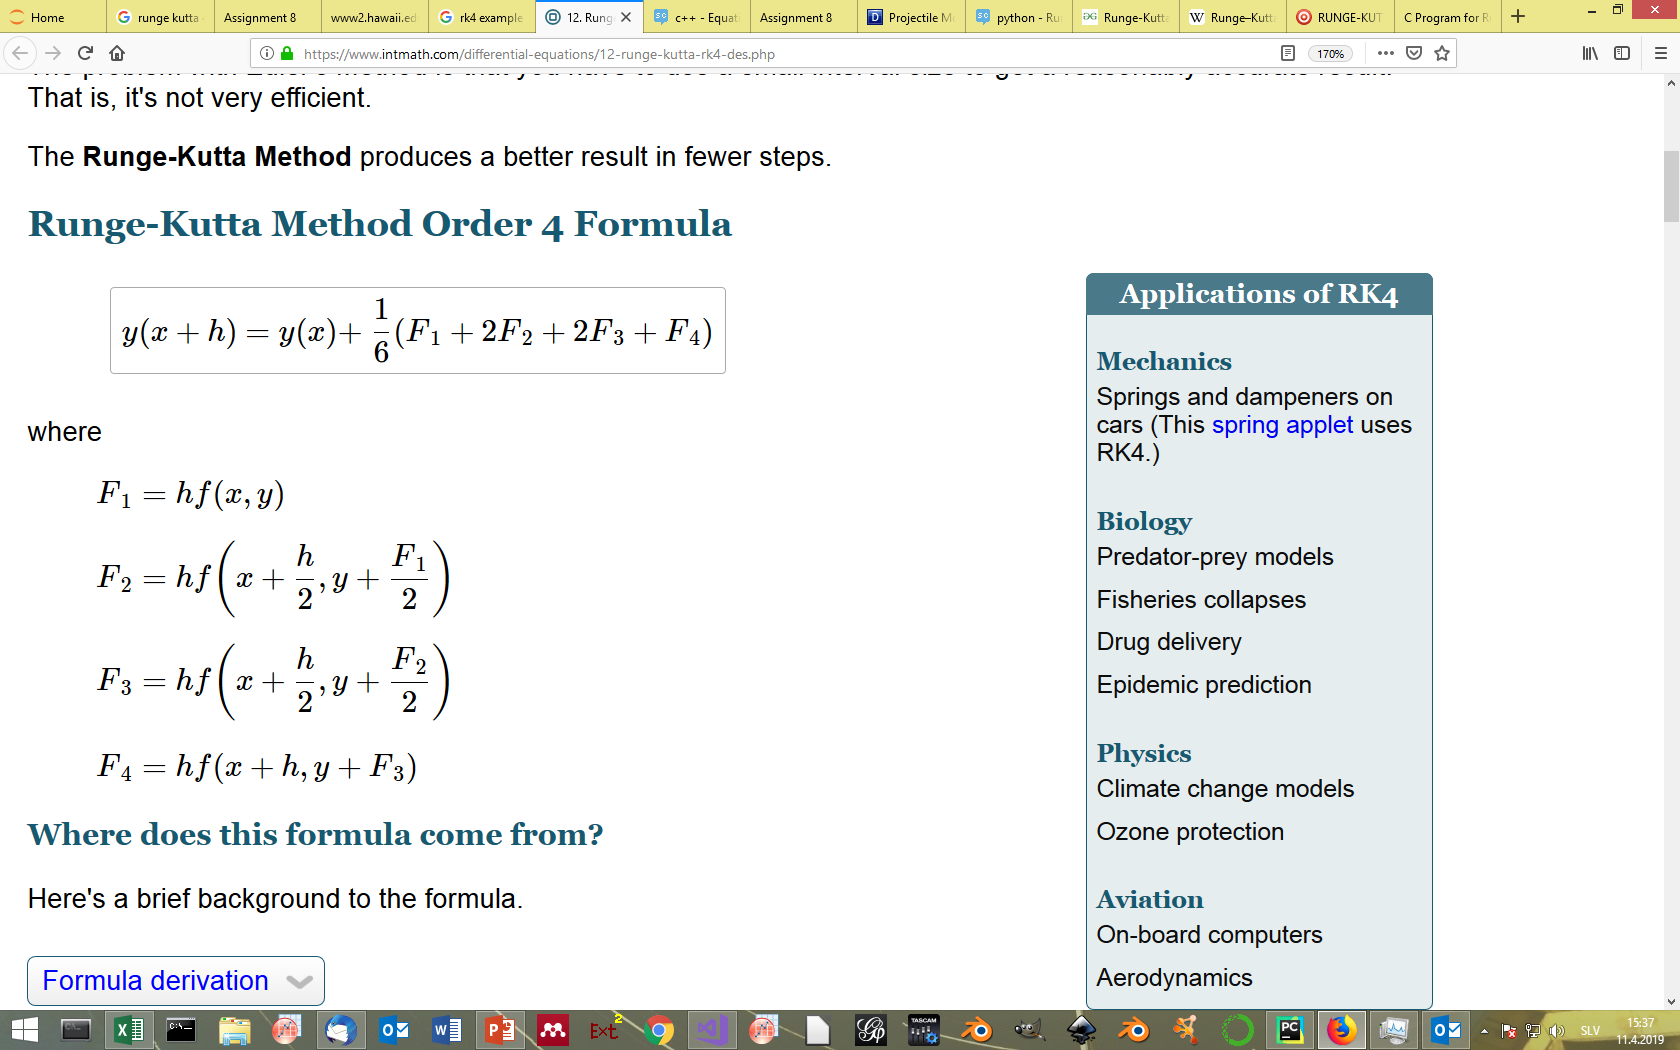 Home
runge kutta
Assignment 8
www2.hawaii.ed
rk4 example
12. Rung
c++ - Equat
Assignment 8
Projectile Mo
python - Ru
Runge-Kutta
Runge–Kutta
RUNGE-KUT
C Program for R
https://www.intmath.com/differential-equations/12-runge-kutta-rk4-des.php
170%
That is, it's not very efficient.
The Runge-Kutta Method produces a better result in fewer steps.
Runge-Kutta Method Order 4 Formula
y(x + h) = y(x)+ 1/6 (F₁ + 2F₂ + 2F₃ + F₄)
where
F₁ = hf(x, y)
F₂ = hf(x + h/2, y + F₁/2)
F₃ = hf(x + h/2, y + F₂/2)
F₄ = hf(x + h, y + F₃)
Where does this formula come from?
Here's a brief background to the formula.
Formula derivation
Applications of RK4
Mechanics
Springs and dampeners on
cars (This spring applet uses
RK4.)
Biology
Predator-prey models
Fisheries collapses
Drug delivery
Epidemic prediction
Physics
Climate change models
Ozone protection
Aviation
On-board computers
Aerodynamics
Ext 2
TASCAM
PC
SLV
15:37
11.4.2019